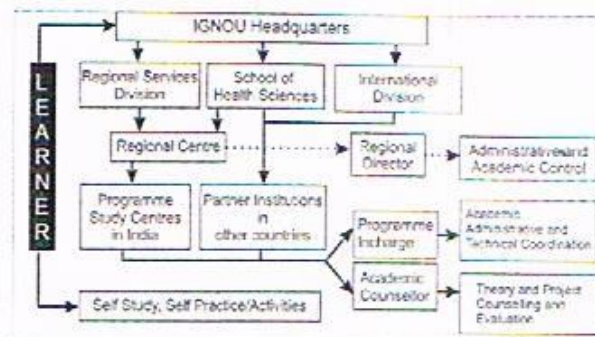 IGNOU Headquarters
LEARNER
Regional Services
Division
School of
Health Sciences
International
Division
Regional Centre
Regional
Director
Administrative and
Academic Control
Programme
Study Centres
in India
Partner Institutions
in
other countries
Programme
Incharge
Academic
Administrative and
Technical Coordination
Academic
Counsellor
Theory and Project
Counselling and
Evaluation
Self Study, Self Practice/Activities